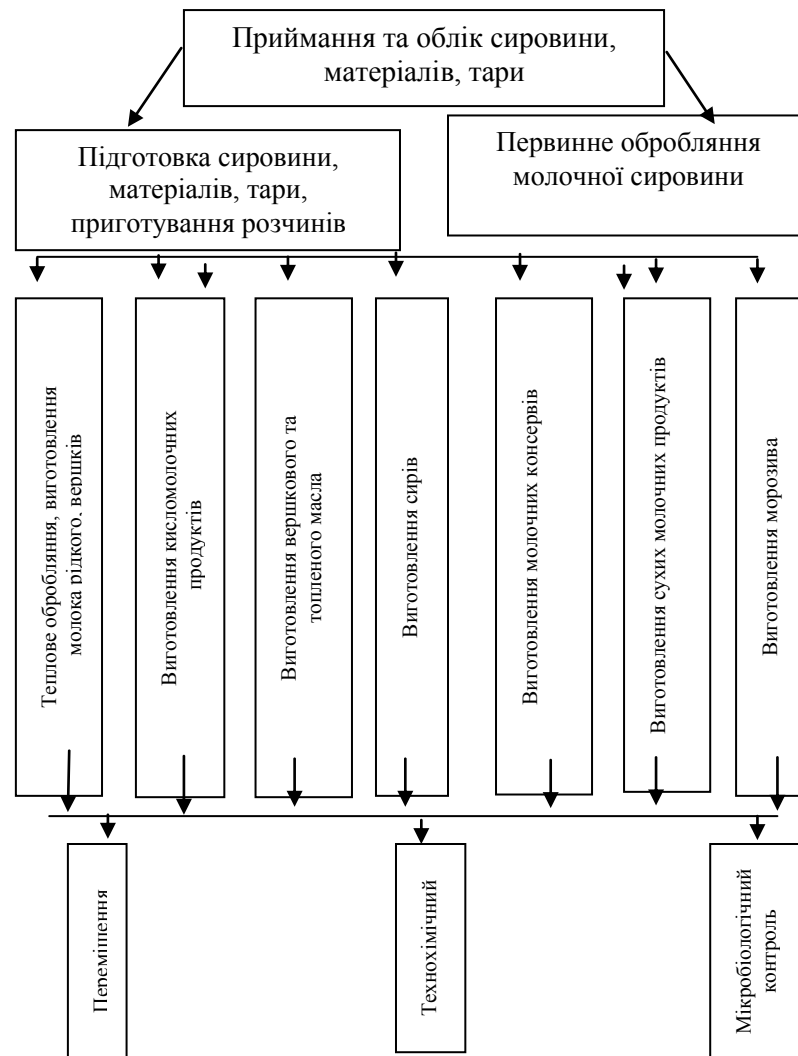 Приймання та облік сировини,
матеріалів, тари
Підготовка сировини,
матеріалів, тари,
приготування розчинів
Первинне обробляння
молочної сировини
Теплове обробляння, виготовлення
молока рідкого, вершків
Виготовлення кисломолочних
продуктів
Виготовлення вершкового та
топленого масла
Виготовлення сирів
Виготовлення молочних консервів
Виготовлення сухих молочних продуктів
Виготовлення морозива
Переміщення
Технохімічний
Мікробіологічний
контроль